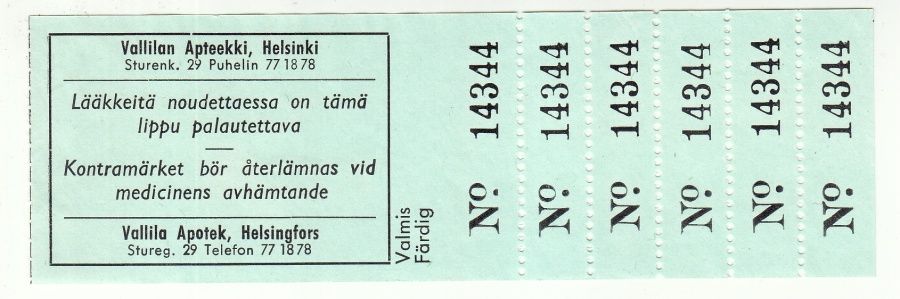 Vallilan Apteekki, Helsinki
Sturenk. 29 Puhelin 77 18 78
Lääkkeitä noudettaessa on tämä
lippu palautettava
Kontramärket bör återlämnas vid
medicinens avhämtande
Vallila Apotek, Helsingfors
Stureg. 29 Telefon 77 18 78
Valmis
Färdig
Nº. 14344
Nº. 14344
Nº. 14344
Nº. 14344
Nº. 14344
Nº. 14344